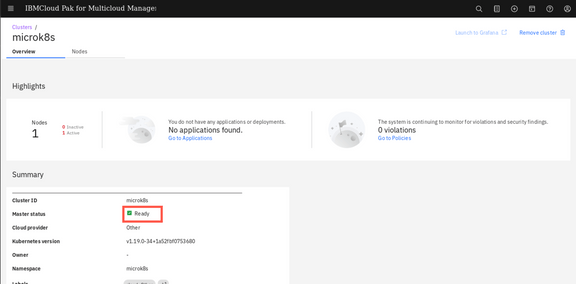 IBMCloud Pak for Multicloud Manage
Clusters /
microk8s
Launch to Grafana
Remove cluster
Overview
Nodes
Highlights
Nodes
1
0 Inactive
1 Active
You do not have any applications or deployments.
No applications found.
Go to Applications
The system is continuing to monitor for violations and security findings.
0 violations
Go to Policies
Summary
Cluster ID microk8s
Master status Ready
Cloud provider Other
Kubernetes version v1.19.0-34+1a52fbf0753680
Owner -
Namespace microk8s
Labels